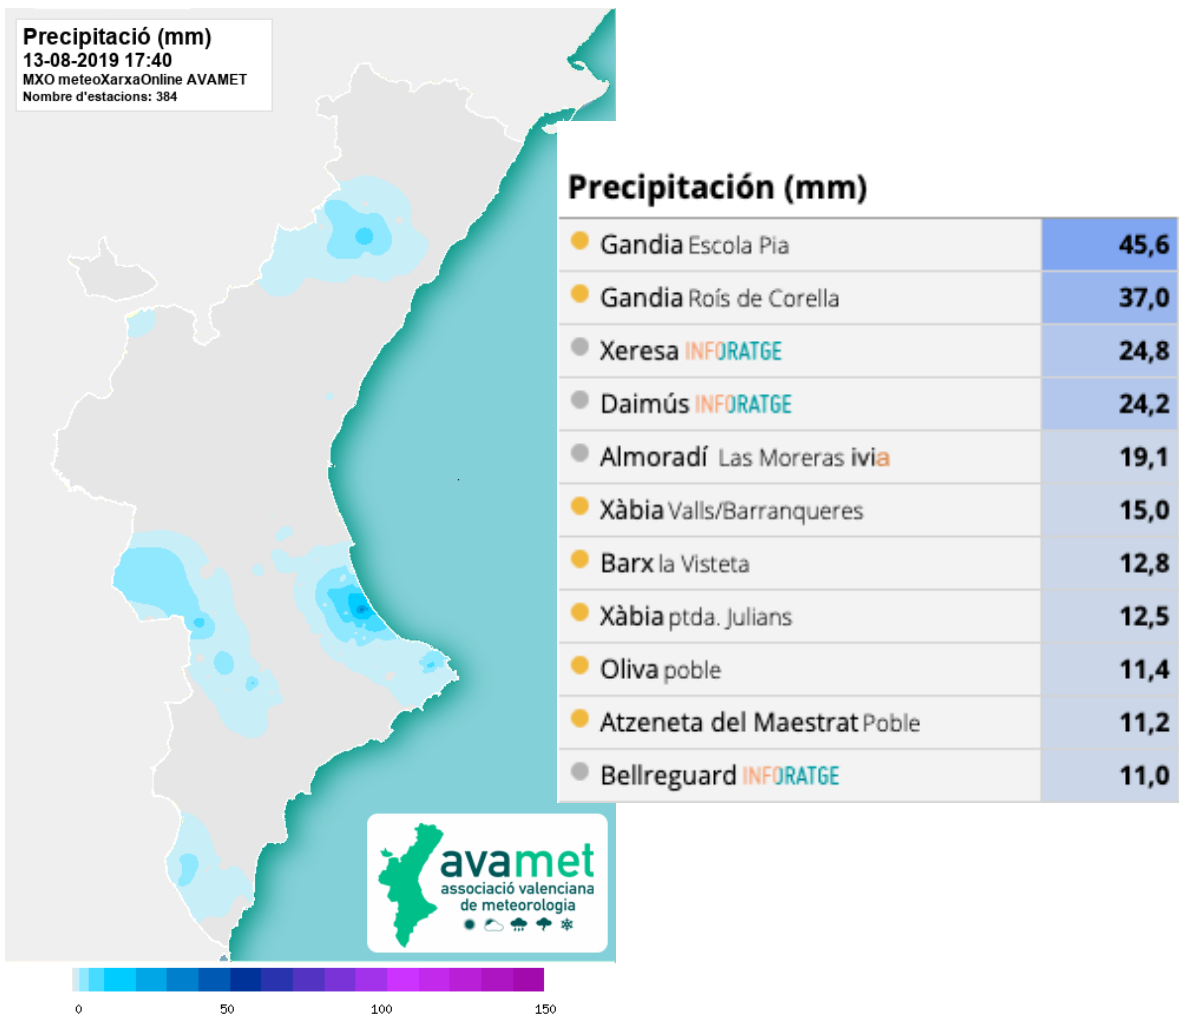 Precipitació (mm)
13-08-2019 17:40
MXO meteoXarxaOnline AVAMET
Nombre d'estacions: 384
Precipitación (mm)
Gandia Escola Pia 45,6
Gandia Roís de Corella 37,0
Xeresa INFORATGE 24,8
Daimús INFORATGE 24,2
Almoradí Las Moreras ivia 19,1
Xàbia Valls/Barranqueres 15,0
Barx la Visteta 12,8
Xàbia ptda. Julians 12,5
Oliva poble 11,4
Atzeneta del Maestrat Poble 11,2
Bellreguard INFORATGE 11,0
avamet
associació valenciana
de meteorologia
0 50 100 150